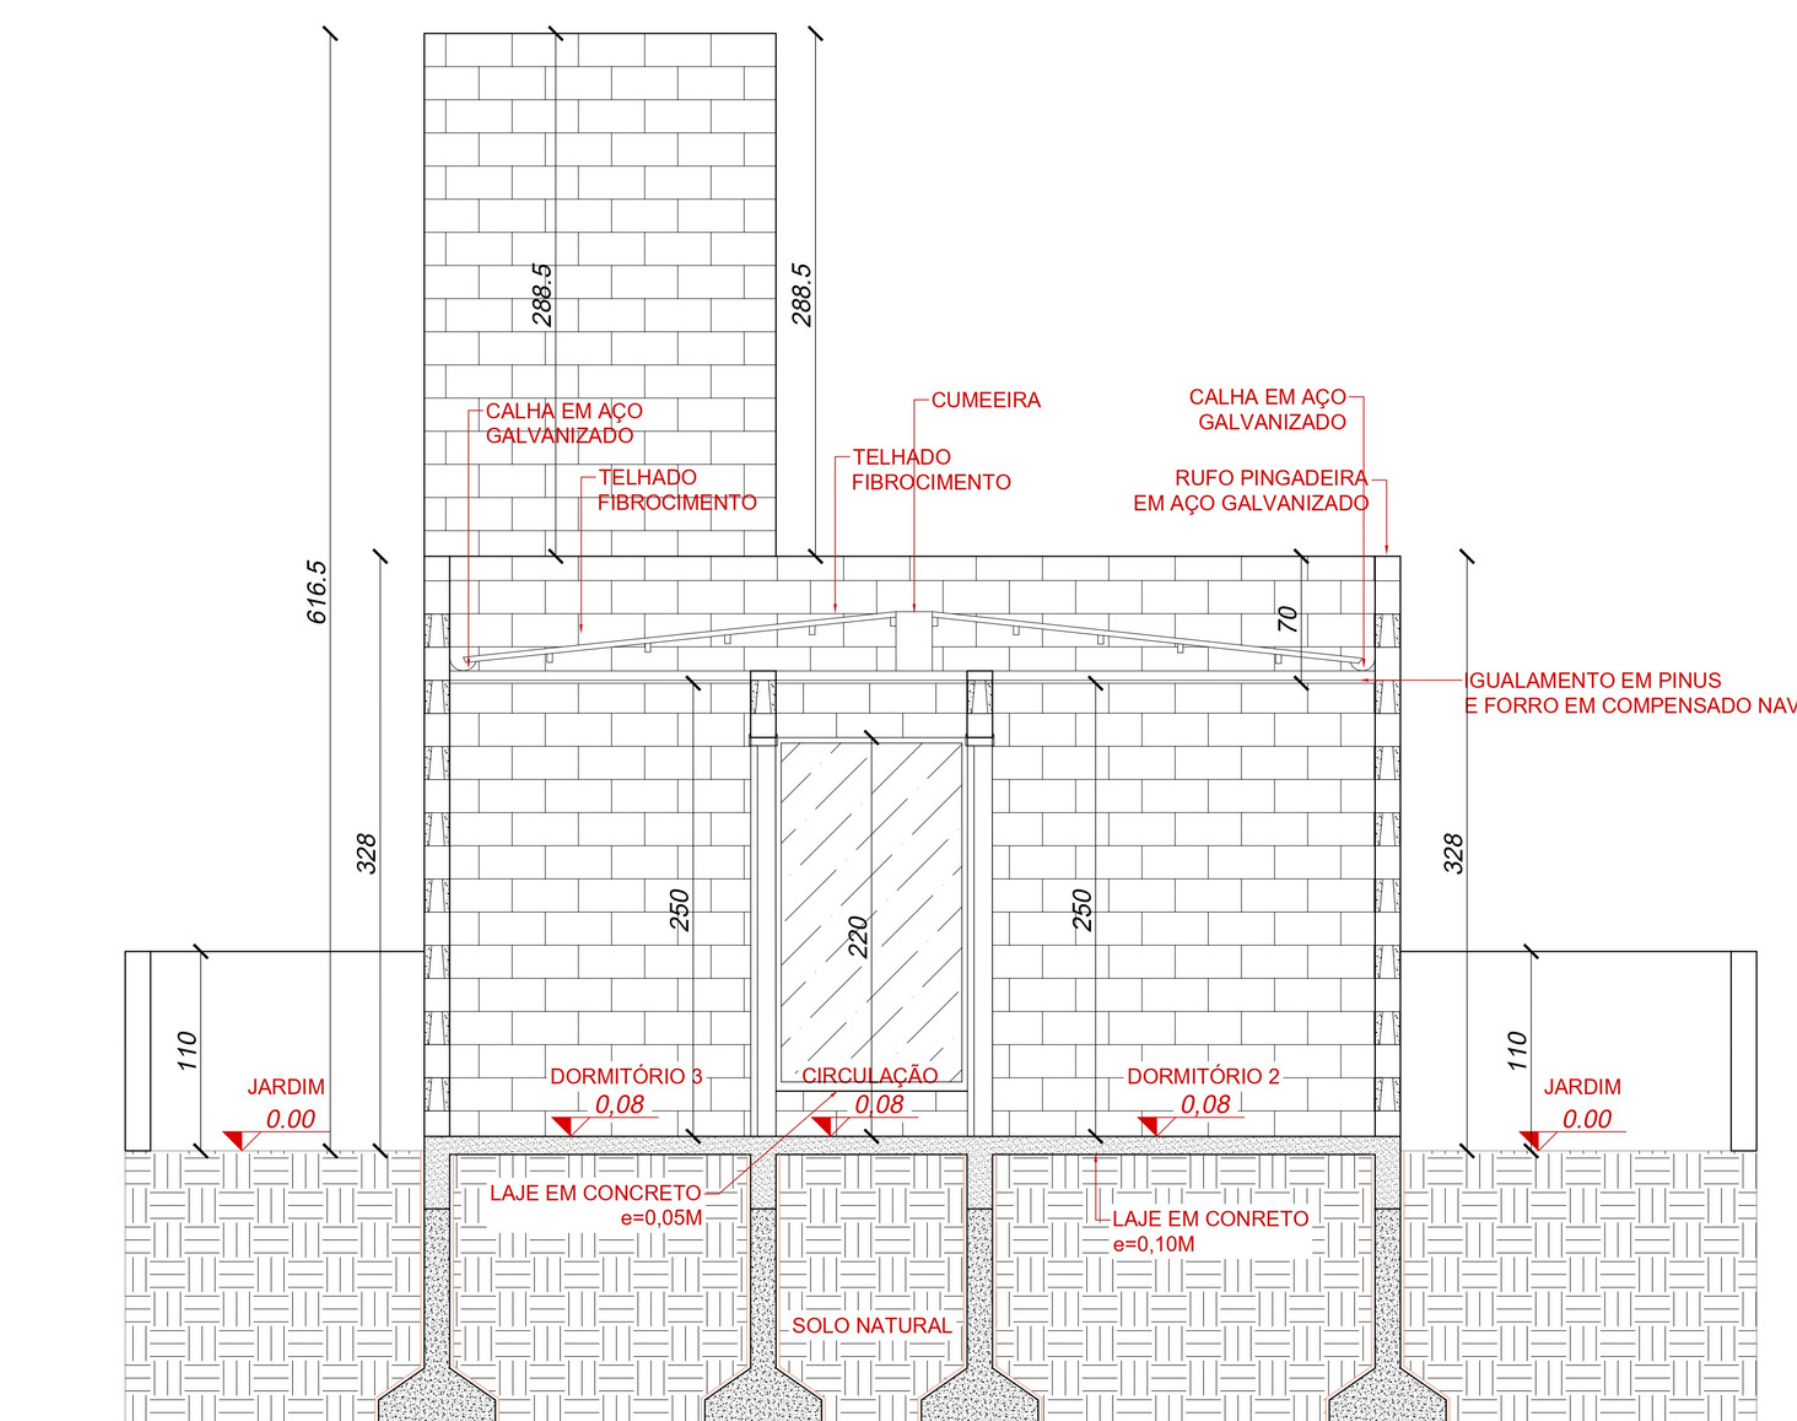 288.5
288.5
CUMEEIRA
CALHA EM AÇO
GALVANIZADO
CALHA EM AÇO
GALVANIZADO
TELHADO
FIBROCIMENTO
TELHADO
FIBROCIMENTO
RUFO PINGADEIRA
EM AÇO GALVANIZADO
616.5
70
IGUALAMENTO EM PINUS
E FORRO EM COMPENSADO NAV
328
328
250
220
250
110
110
JARDIM
0.00
DORMITÓRIO 3
0,08
CIRCULAÇÃO
0,08
DORMITÓRIO 2
0,08
JARDIM
0.00
LAJE EM CONCRETO
e=0,05M
LAJE EM CONRETO
e=0,10M
SOLO NATURAL